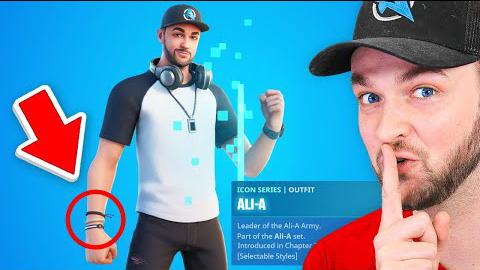 ICON SERIES | OUTFIT
ALI-A
Leader of the Ali-A Army.
Part of the Ali-A set.
Introduced in Chapter
[Selectable Styles]